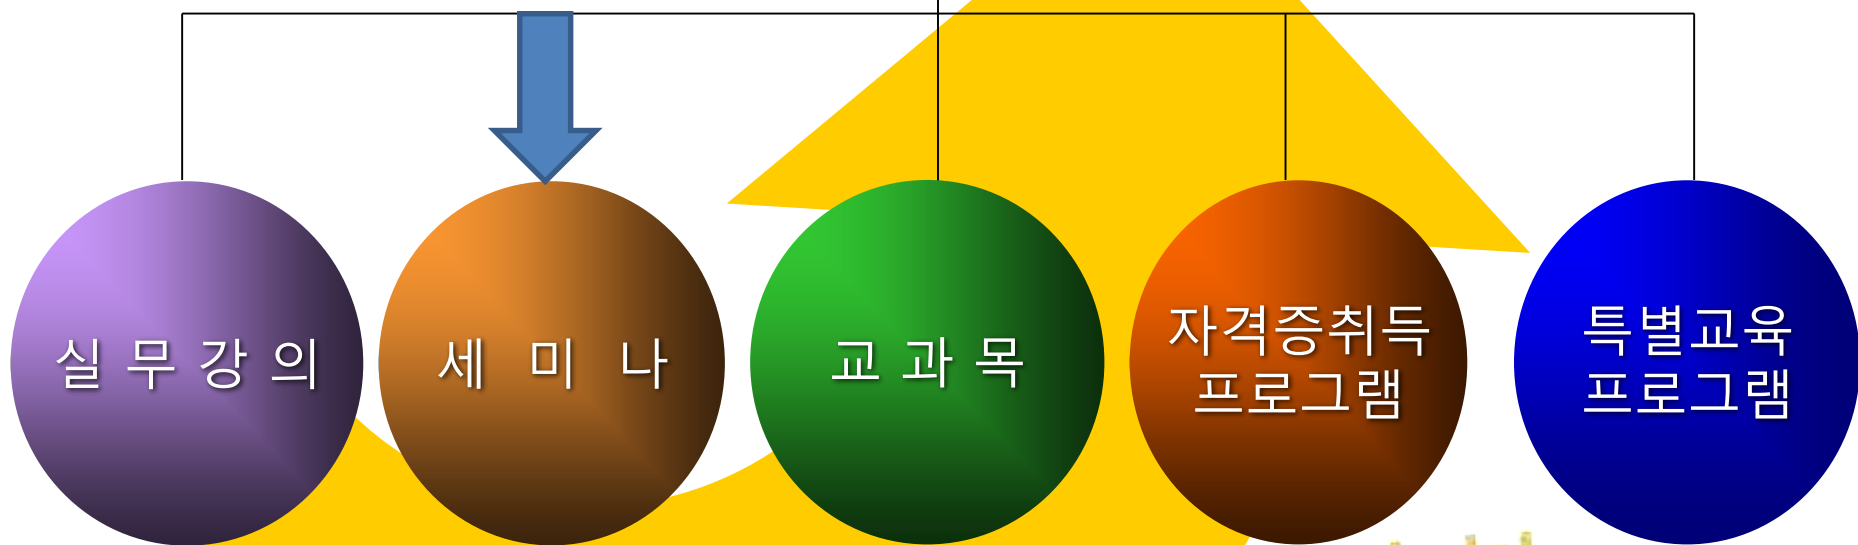 실 무 강 의
세 미 나
교 과 목
자격증취득
프로그램
특별교육
프로그램